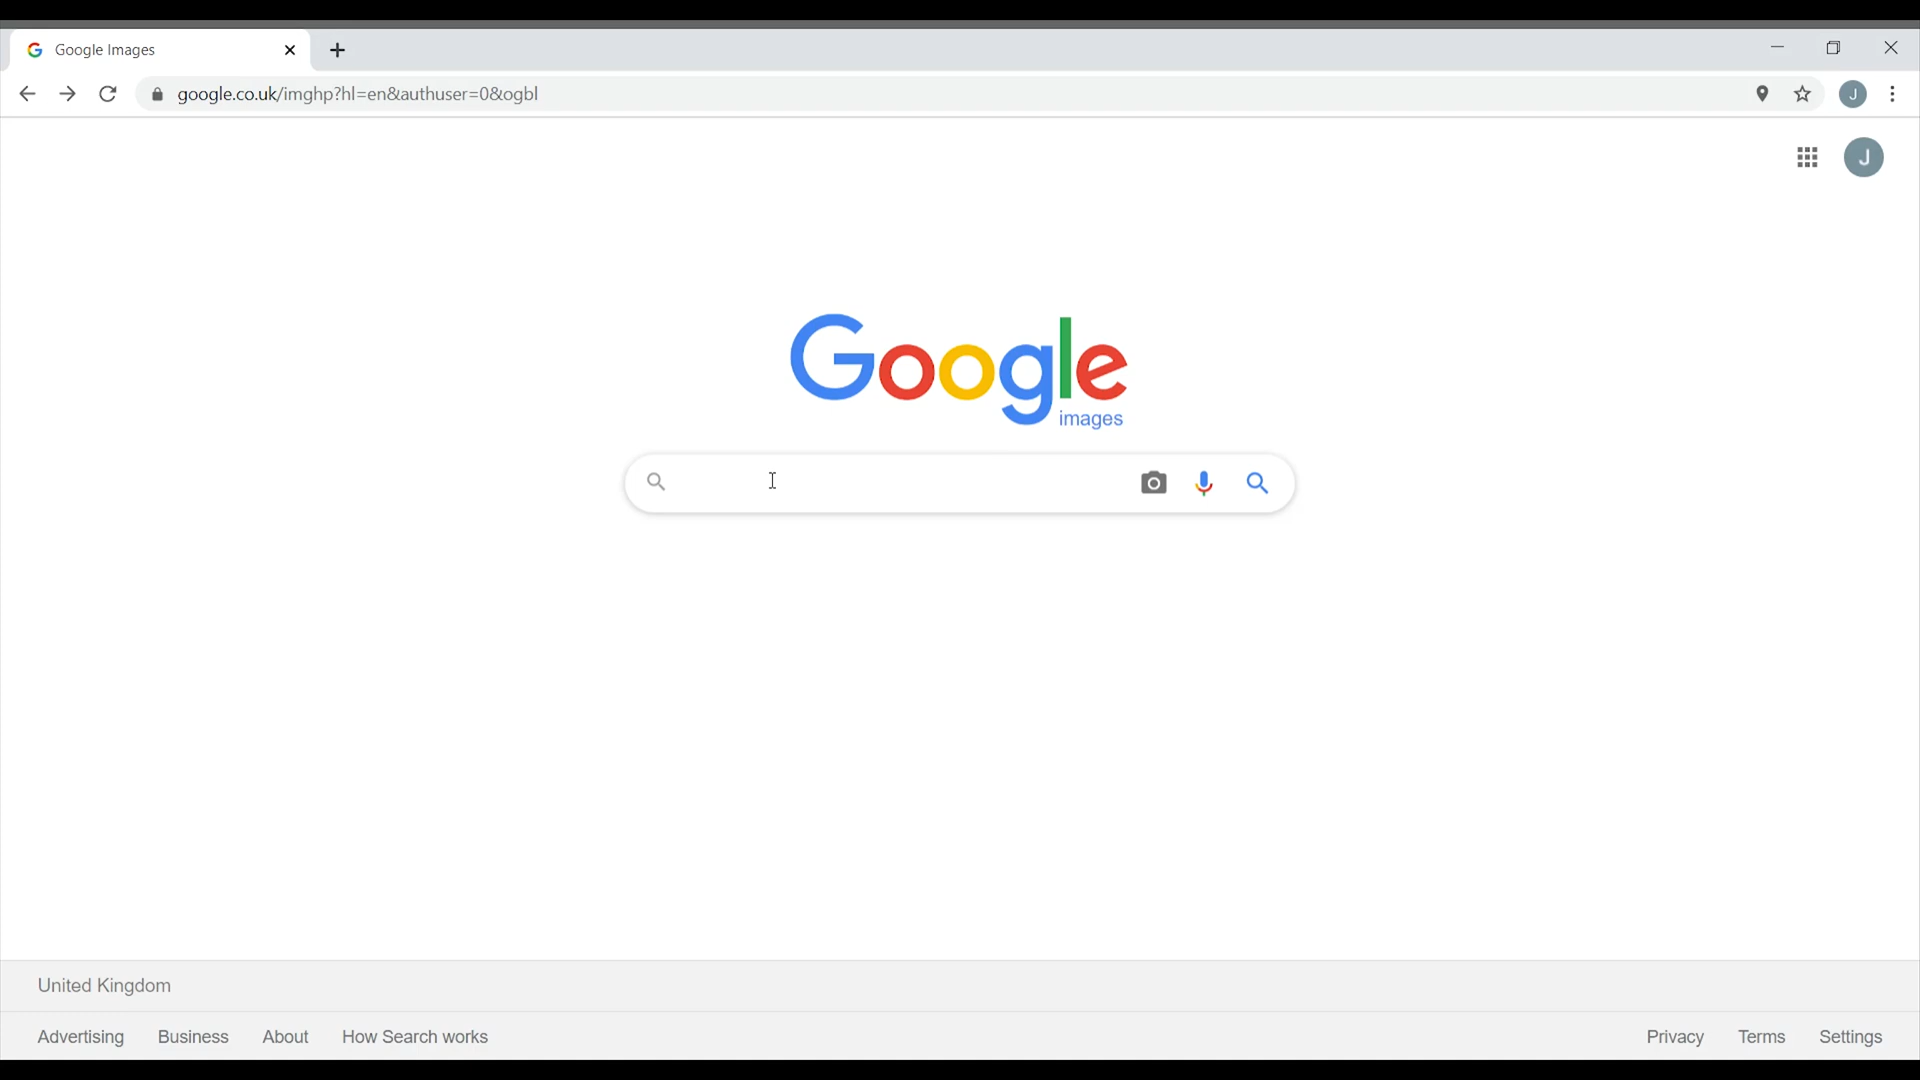 Google Images
google.co.uk/imghp?hl=en&authuser=0&ogbl
J
J
Google
images
United Kingdom
Advertising Business About How Search works Privacy Terms Settings